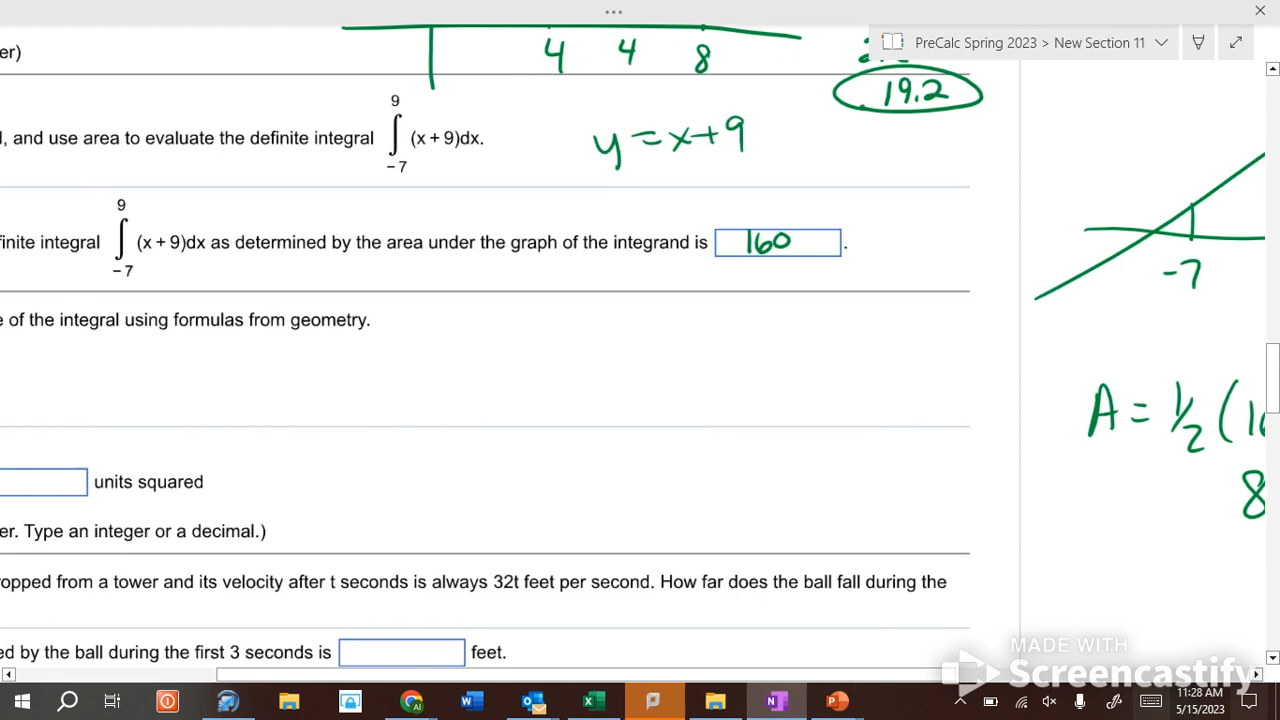 PreCalc Spring 2023 > New Section 11
er)
4 4 8
19.2
9
, and use area to evaluate the definite integral ∫ (x + 9)dx.
− 7
y = x + 9
9
finite integral ∫ (x + 9)dx as determined by the area under the graph of the integrand is 160 .
− 7
-7
e of the integral using formulas from geometry.
A = 1/2 (
8
units squared
er. Type an integer or a decimal.)
opped from a tower and its velocity after t seconds is always 32t feet per second. How far does the ball fall during the
ed by the ball during the first 3 seconds is feet.
MADE WITH
Screencastify
11:28 AM
5/15/2023